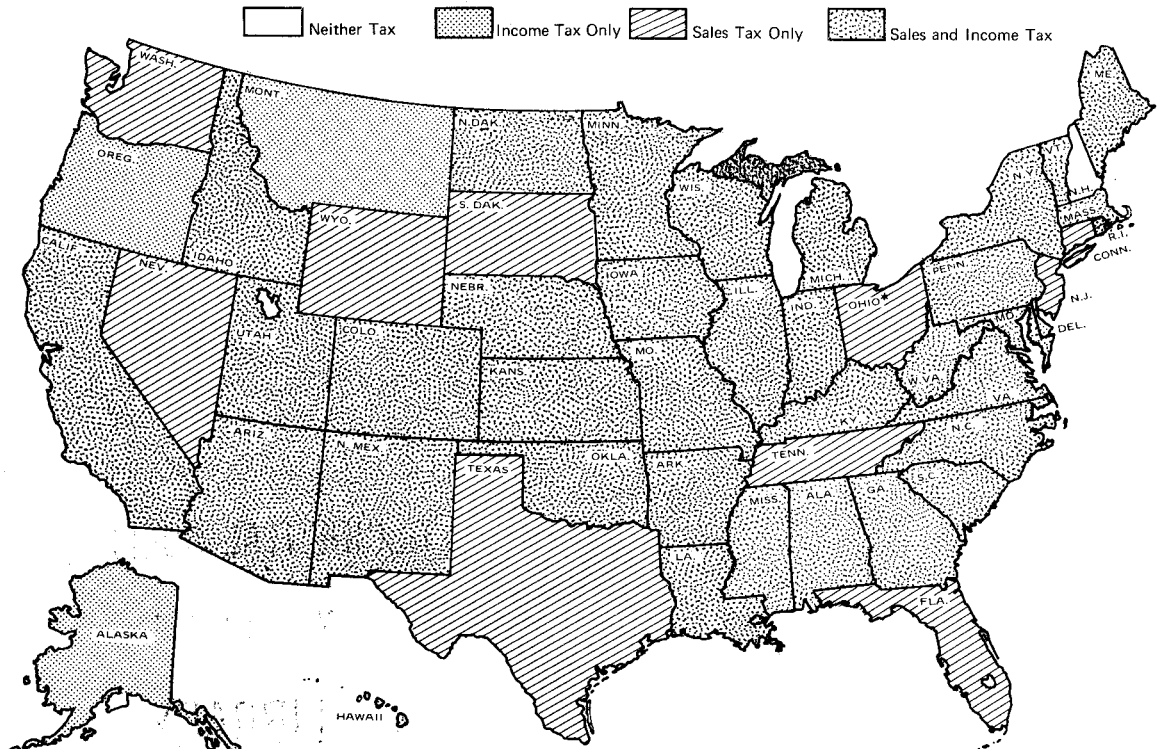 Neither Tax
Income Tax Only
Sales Tax Only
Sales and Income Tax
WASH.
MONT.
N.DAK.
MINN.
ME.
OREG.
IDAHO
WYO.
S. DAK.
WIS.
MICH.
N.Y.
VT.
N.H.
MASS.
R.I.
CONN.
CALIF.
NEV.
UTAH
COLO.
NEBR.
IOWA
ILL.
IND.
OHIO*
PENN.
N.J.
MD.
DEL.
KANS.
MO.
KY.
W VA.
VA.
ARIZ.
N. MEX.
TEXAS
OKLA.
ARK.
TENN.
N.C.
LA.
MISS.
ALA.
GA.
FLA.
ALASKA
HAWAII